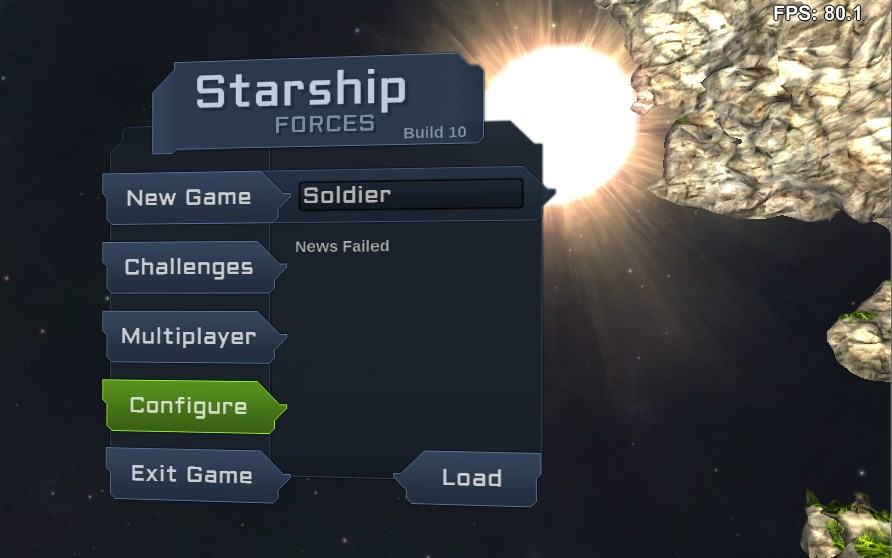 FPS: 80.1
Starship
FORCES
Build 10
New Game
Soldier
News Failed
Challenges
Multiplayer
Configure
Exit Game
Load